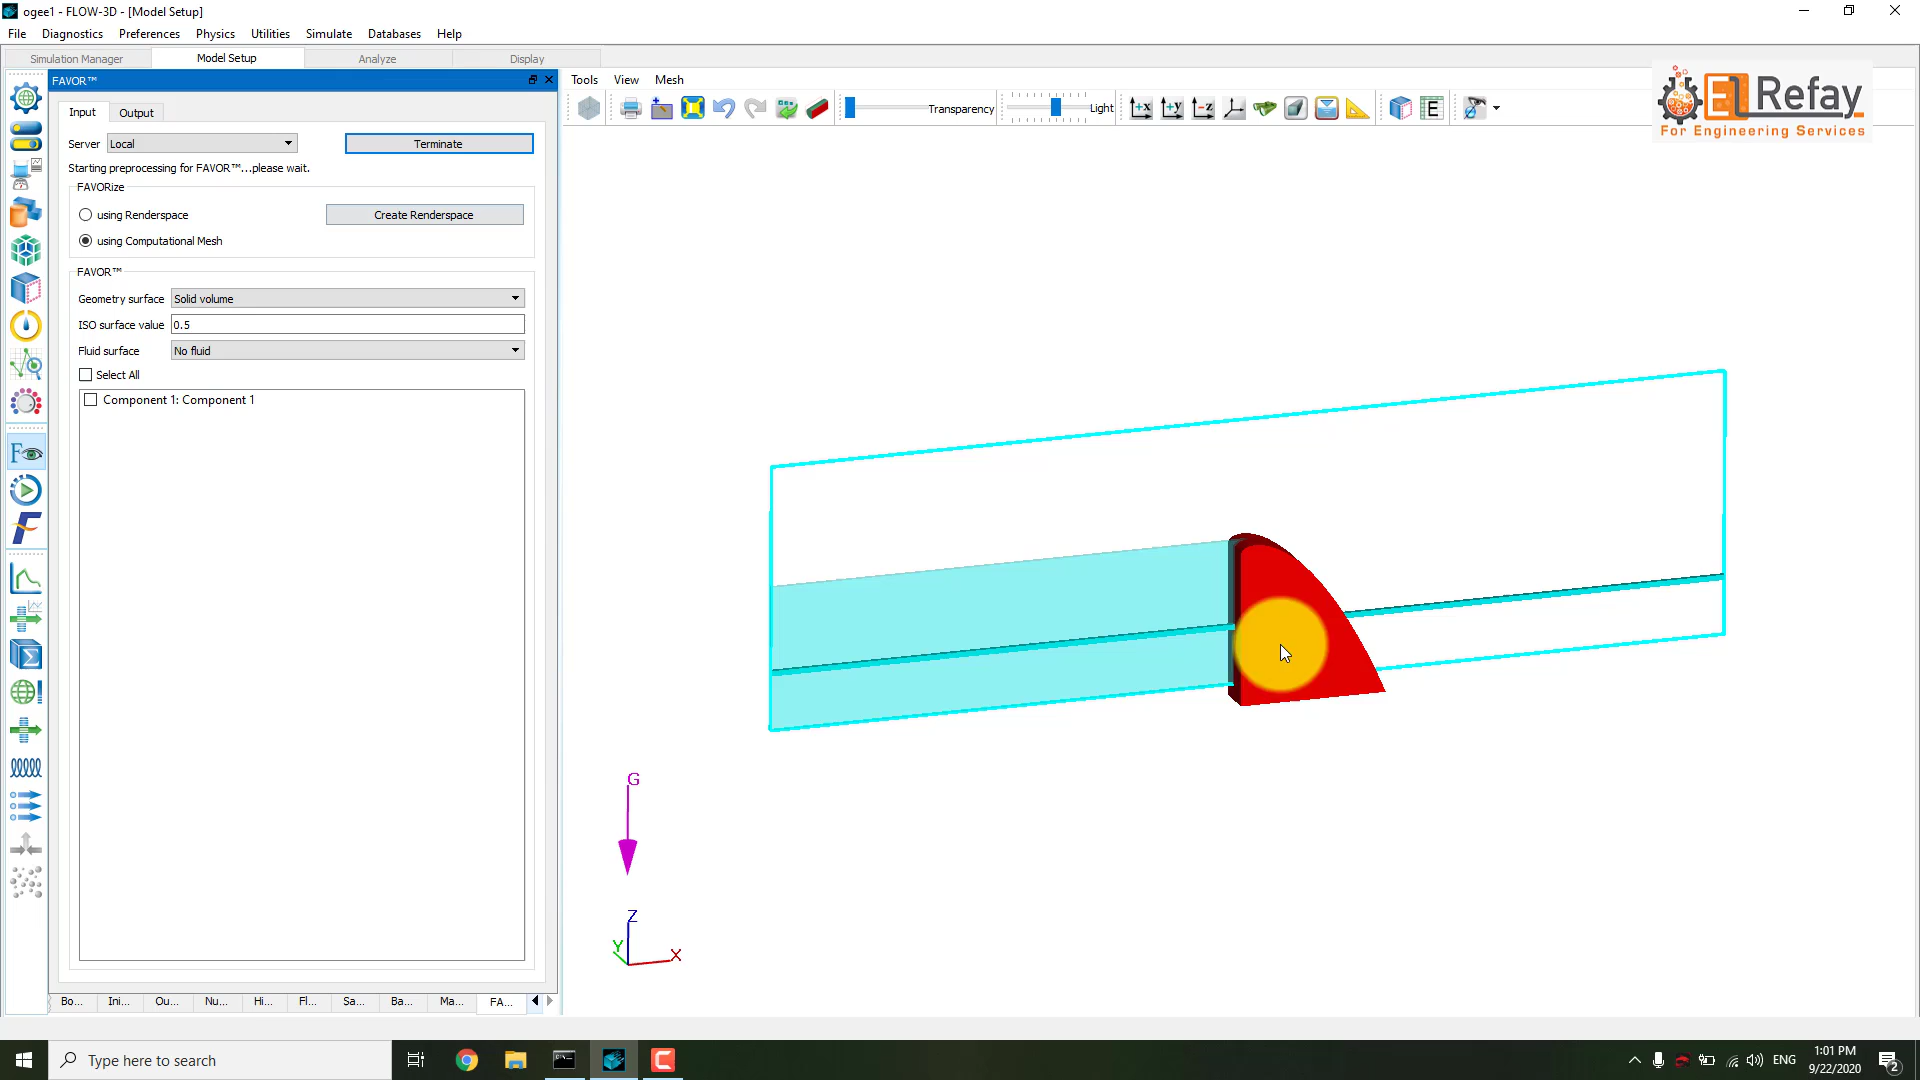 ogee1 - FLOW-3D - [Model Setup]
File Diagnostics Preferences Physics Utilities Simulate Databases Help
Simulation Manager Model Setup Analyze Display
FAVOR™
Tools View Mesh
Transparency Light
+x +y -z
E
El Refay
For Engineering Services
Input Output
Server Local Terminate
Starting preprocessing for FAVOR™...please wait.
FAVORize
using Renderspace Create Renderspace
using Computational Mesh
FAVOR™
Geometry surface Solid volume
ISO surface value 0.5
Fluid surface No fluid
Select All
Component 1: Component 1
G
Z
Y
X
Bo... Ini... Ou... Nu... Hi... Fl... Sa... Ba... Ma... FA...
Type here to search
ENG
1:01 PM
9/22/2020
2